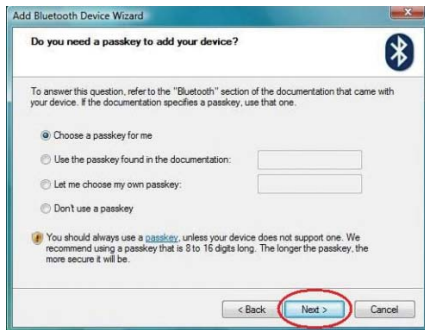 Add Bluetooth Device Wizard
Do you need a passkey to add your device?
To answer this question, refer to the "Bluetooth" section of the documentation that came with
your device. If the documentation specifies a passkey, use that one.
Choose a passkey for me
Use the passkey found in the documentation:
Let me choose my own passkey:
Don't use a passkey
You should always use a passkey, unless your device does not support one. We
recommend using a passkey that is 8 to 16 digits long. The longer the passkey, the
more secure it will be.
< Back Next > Cancel